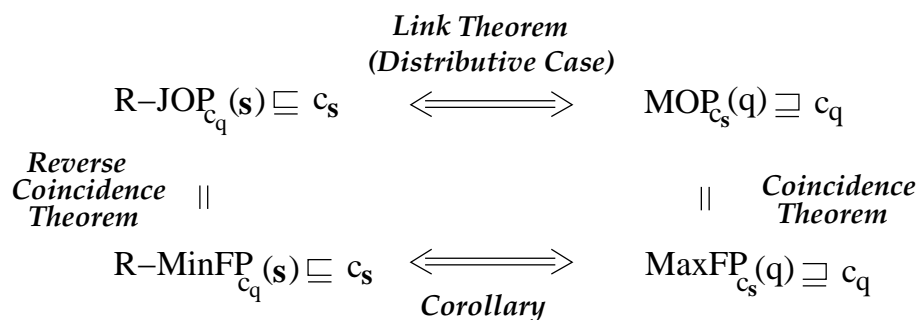 Link Theorem
(Distributive Case)
R–JOP_{c_q}(s) ⊑ c_s ⟺ MOP_{c_s}(q) ⊒ c_q
Reverse
Coincidence
Theorem
||
|| Coincidence
Theorem
R–MinFP_{c_q}(s) ⊑ c_s ⟺ MaxFP_{c_s}(q) ⊒ c_q
Corollary